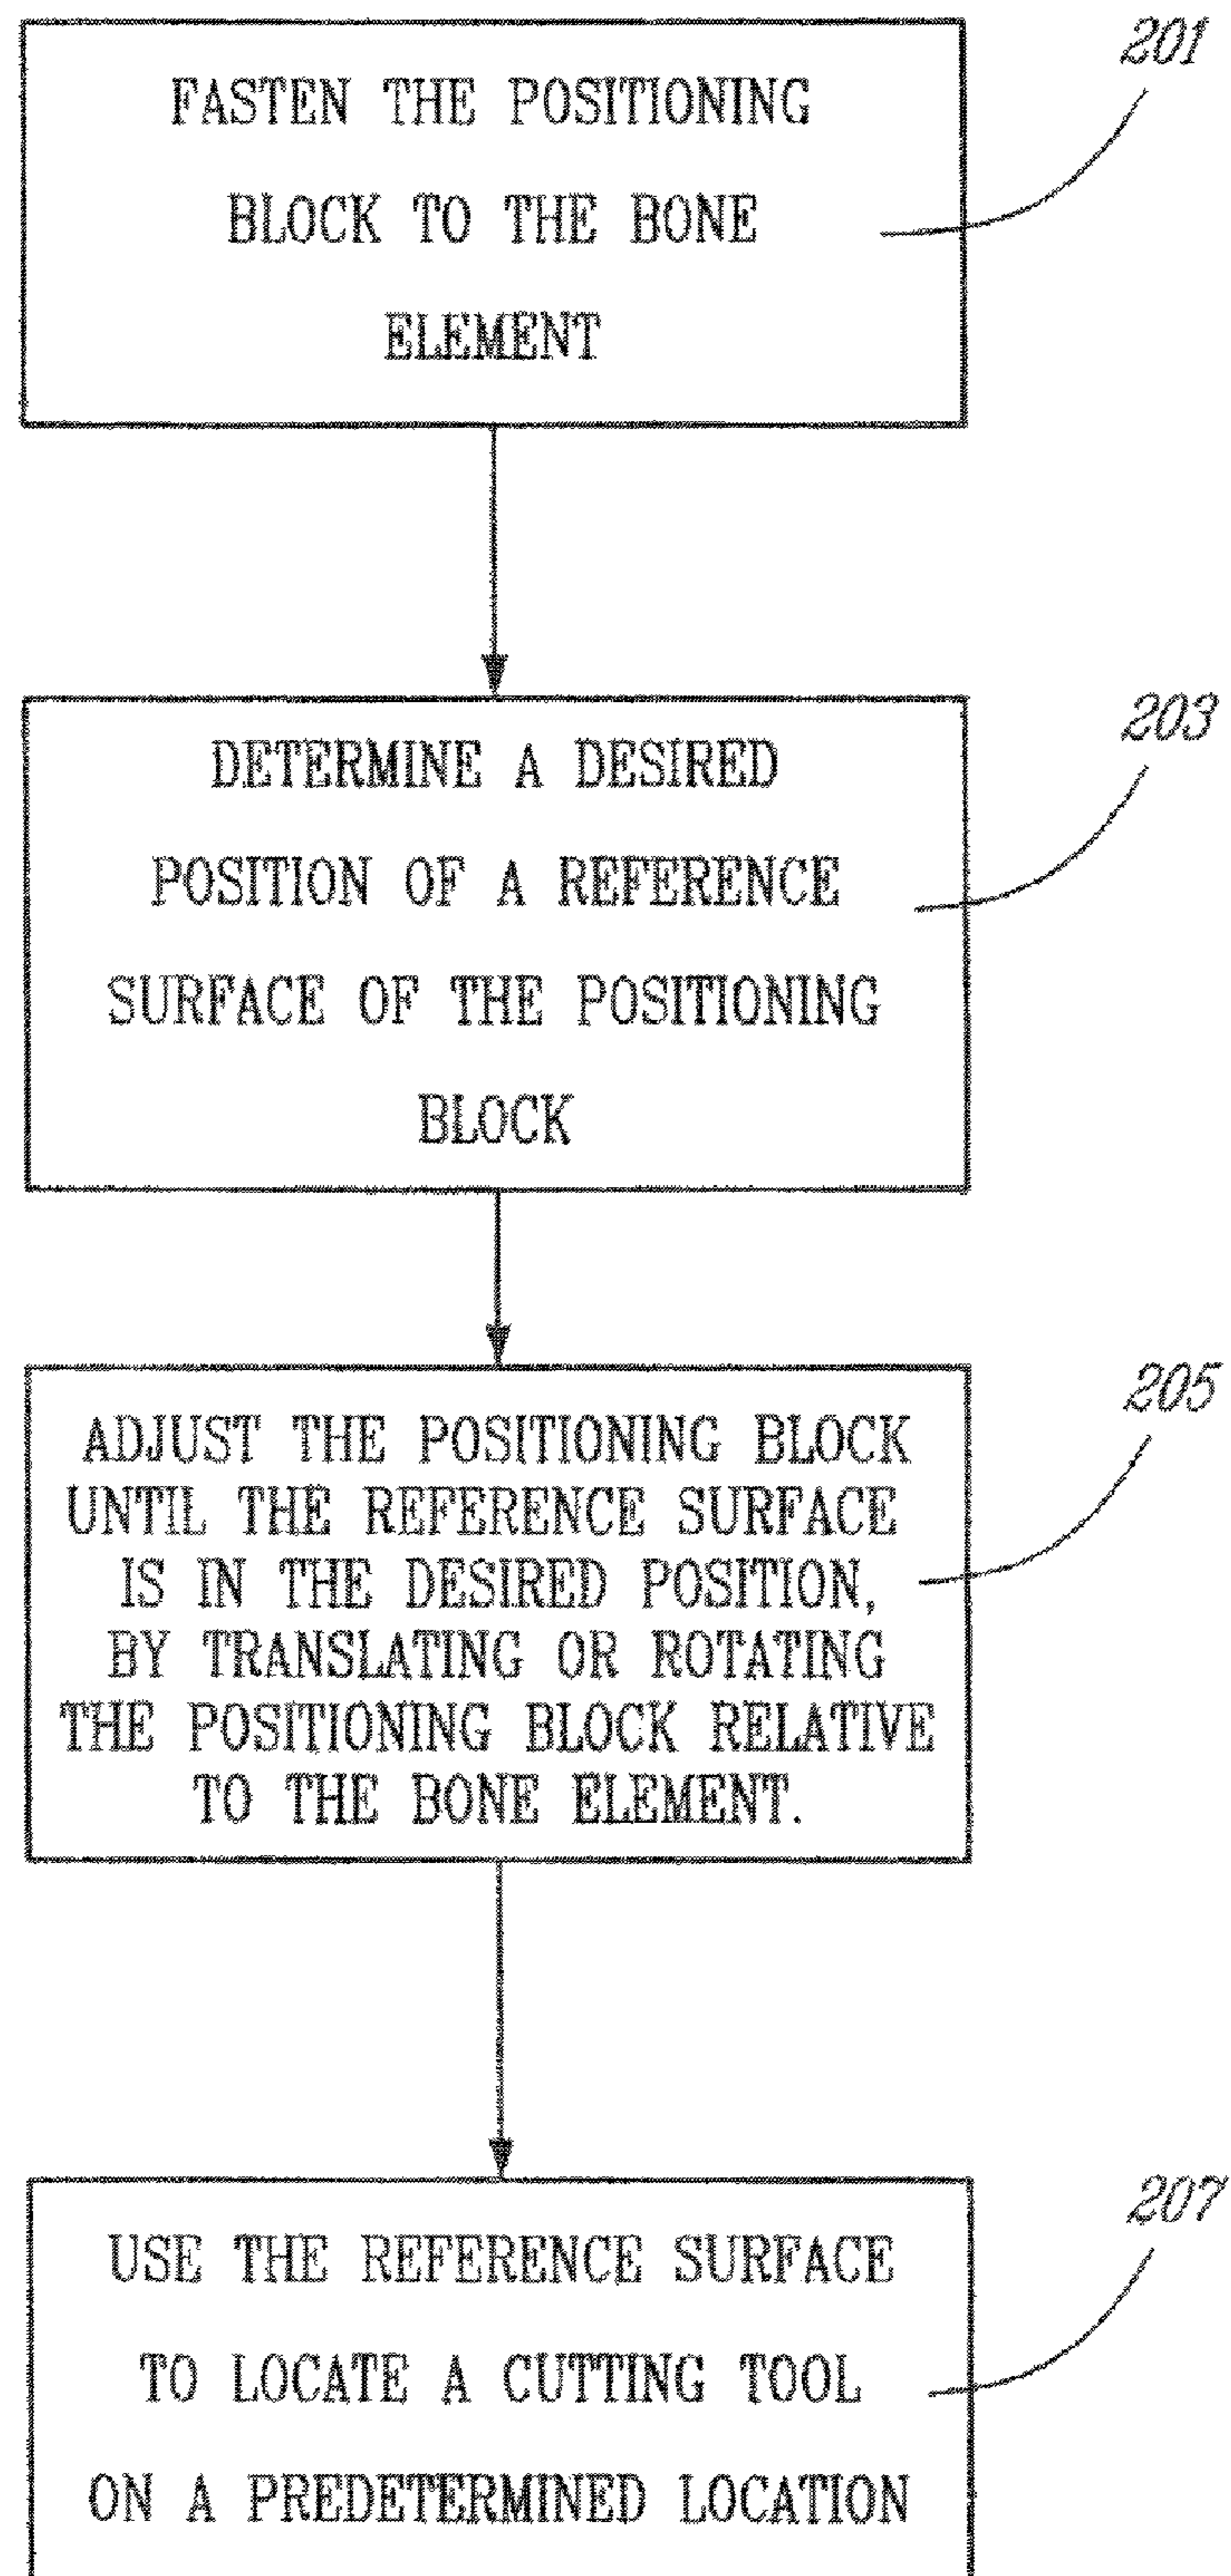 201
FASTEN THE POSITIONING
BLOCK TO THE BONE
ELEMENT
203
DETERMINE A DESIRED
POSITION OF A REFERENCE
SURFACE OF THE POSITIONING
BLOCK
205
ADJUST THE POSITIONING BLOCK
UNTIL THE REFERENCE SURFACE
IS IN THE DESIRED POSITION,
BY TRANSLATING OR ROTATING
THE POSITIONING BLOCK RELATIVE
TO THE BONE ELEMENT.
207
USE THE REFERENCE SURFACE
TO LOCATE A CUTTING TOOL
ON A PREDETERMINED LOCATION